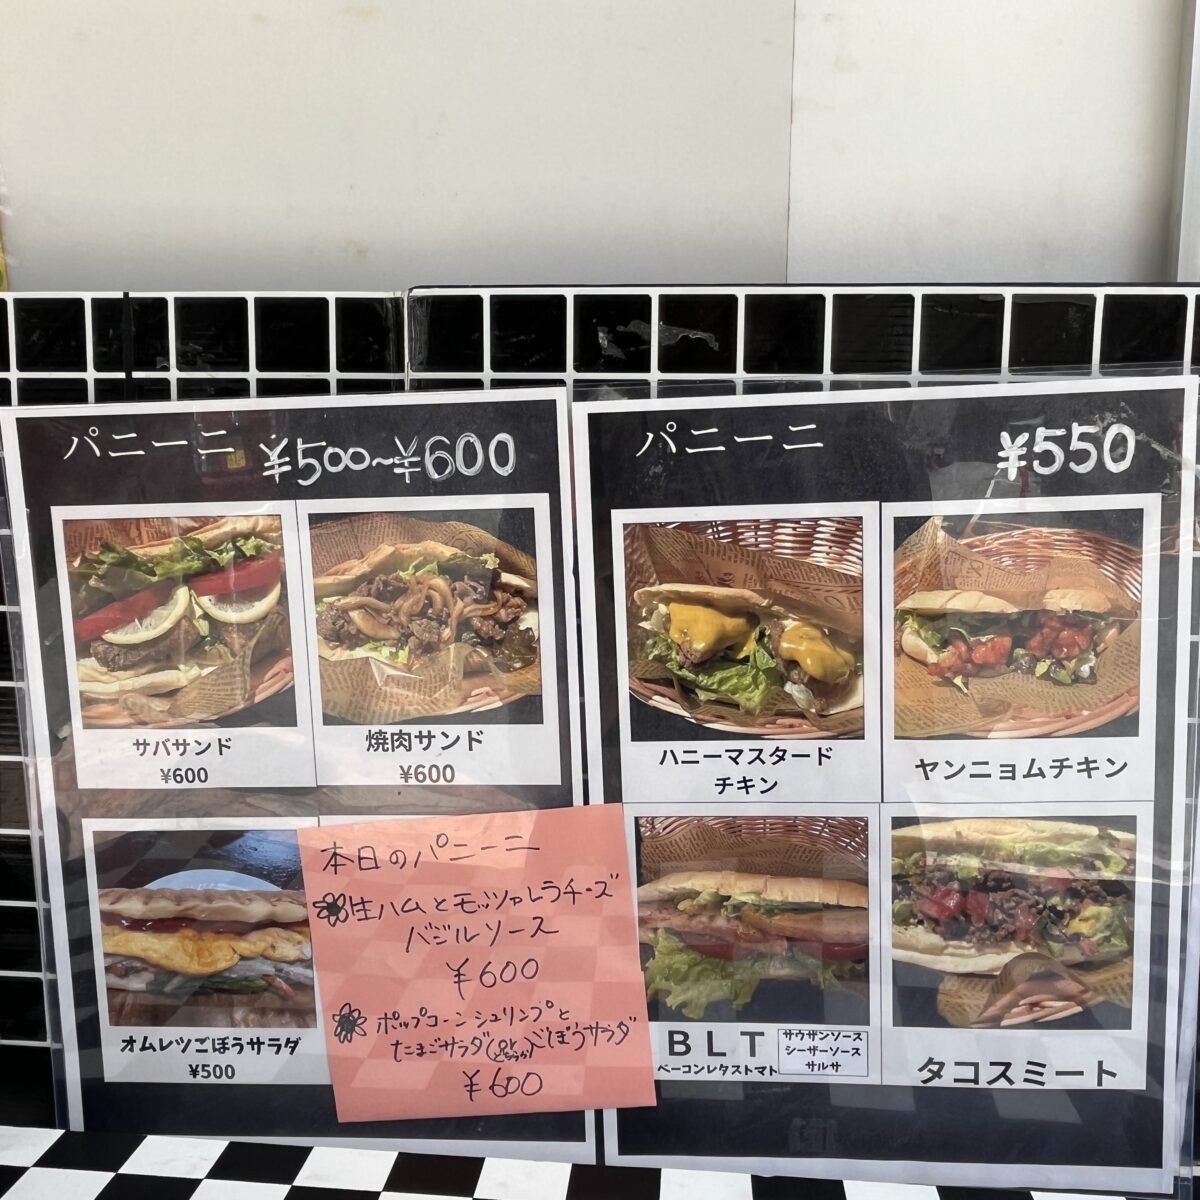 パニーニ ¥500~¥600
サバサンド
¥600
焼肉サンド
¥600
オムレツごぼうサラダ
¥500
本日のパニーニ
生ハムとモッツァレラチーズ
バジルソース
¥600
ポップコーンシュリンプと
たまごサラダ(or どちらか)ごぼうサラダ
¥600
パニーニ ¥550
ハニーマスタード
チキン
ヤンニョムチキン
BLT
ベーコンレタストマト
サウザンソース
シーザーソース
サルサ
タコスミート